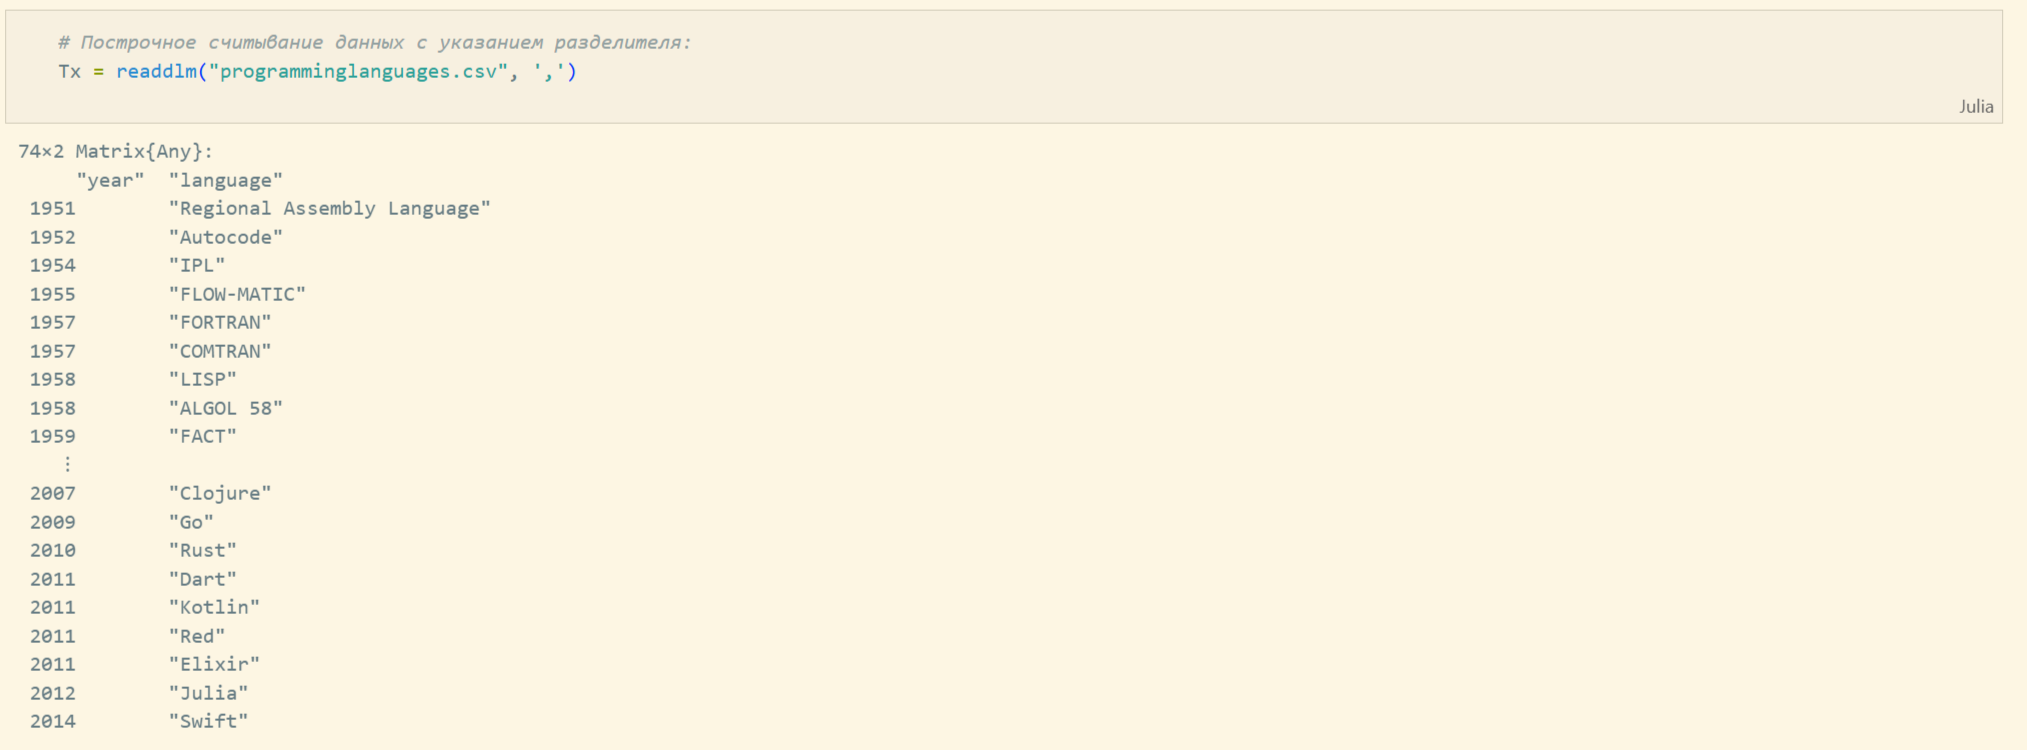 # Построчное считывание данных с указанием разделителя:
Tx = readdlm("programminglanguages.csv", ',')
Julia
74×2 Matrix{Any}:
"year" "language"
1951 "Regional Assembly Language"
1952 "Autocode"
1954 "IPL"
1955 "FLOW-MATIC"
1957 "FORTRAN"
1957 "COMTRAN"
1958 "LISP"
1958 "ALGOL 58"
1959 "FACT"
⋮
2007 "Clojure"
2009 "Go"
2010 "Rust"
2011 "Dart"
2011 "Kotlin"
2011 "Red"
2011 "Elixir"
2012 "Julia"
2014 "Swift"